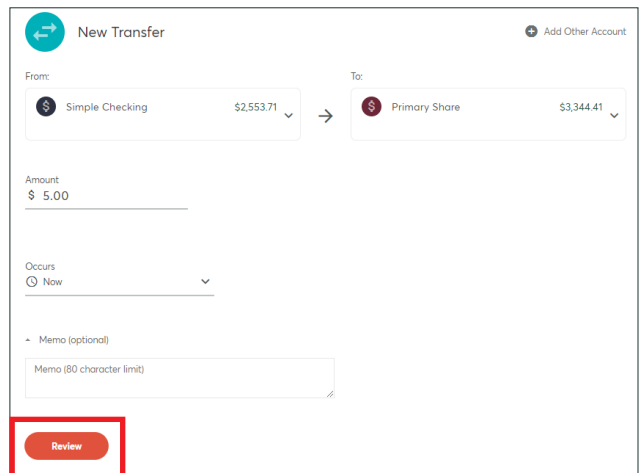 New Transfer
Add Other Account
From:
To:
Simple Checking $2,553.71
Primary Share $3,344.41
Amount
$ 5.00
Occurs
Now
Memo (optional)
Memo (80 character limit)
Review